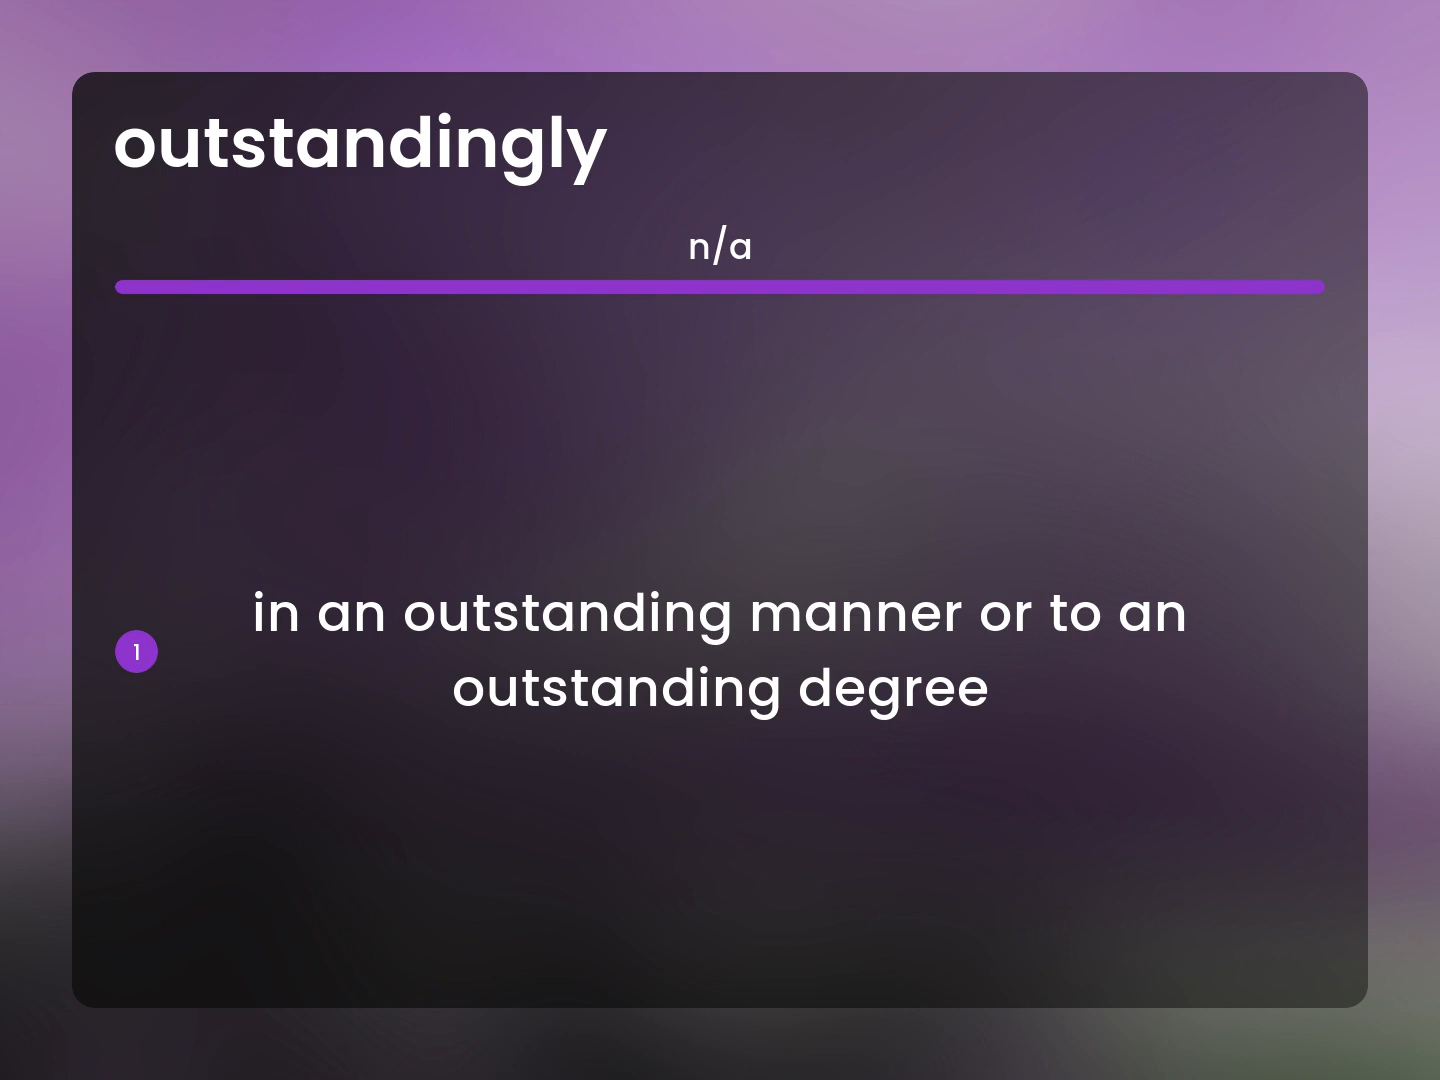 outstandingly
n/a
1
in an outstanding manner or to an
outstanding degree